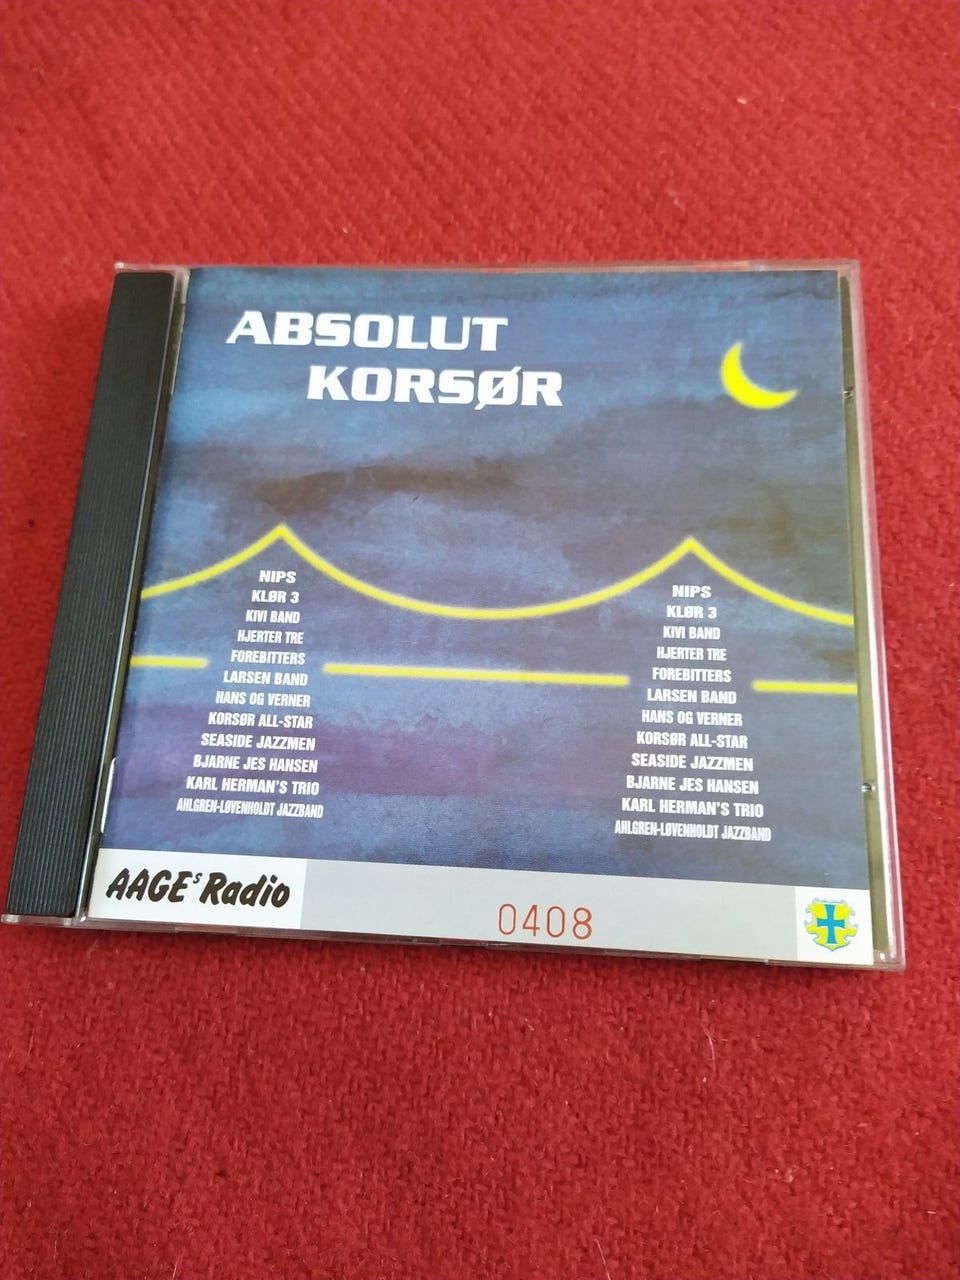 ABSOLUT
KORSØR
NIPS
KLØR 3
KIVI BAND
HJERTER TRE
FOREBITTERS
LARSEN BAND
HANS OG VERNER
KORSØR ALL-STAR
SEASIDE JAZZMEN
BJARNE JES HANSEN
KARL HERMAN'S TRIO
AHLGREN-LØVENHOLDT JAZZBAND
NIPS
KLØR 3
KIVI BAND
HJERTER TRE
FOREBITTERS
LARSEN BAND
HANS OG VERNER
KORSØR ALL-STAR
SEASIDE JAZZMEN
BJARNE JES HANSEN
KARL HERMAN'S TRIO
AHLGREN-LØVENHOLDT JAZZBAND
AAGEs Radio
0408